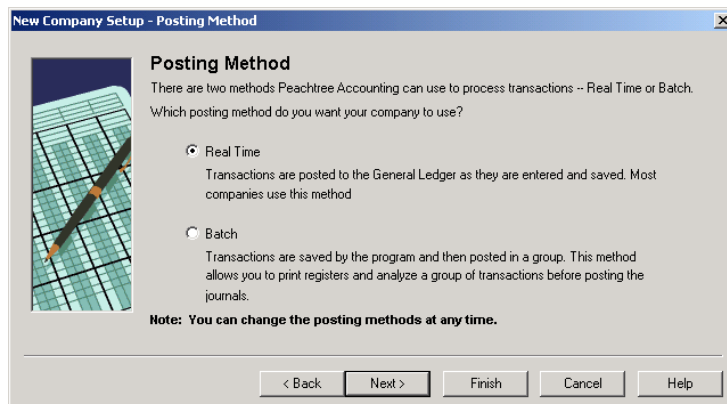 New Company Setup - Posting Method
Posting Method
There are two methods Peachtree Accounting can use to process transactions -- Real Time or Batch.
Which posting method do you want your company to use?
Real Time
Transactions are posted to the General Ledger as they are entered and saved. Most
companies use this method
Batch
Transactions are saved by the program and then posted in a group. This method
allows you to print registers and analyze a group of transactions before posting the
journals.
Note: You can change the posting methods at any time.
< Back
Next >
Finish
Cancel
Help